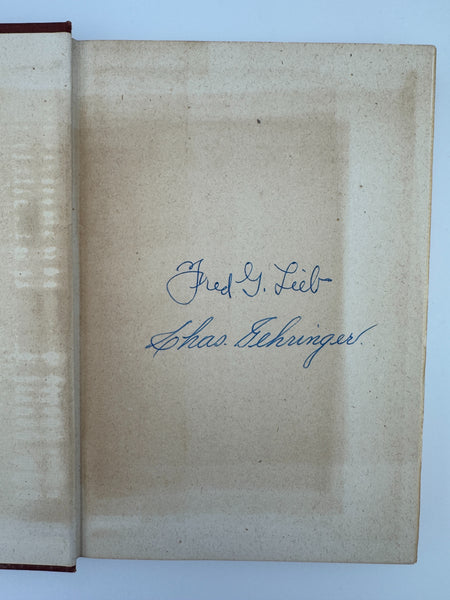 Fred G. Lieb
Chas. Gehringer.